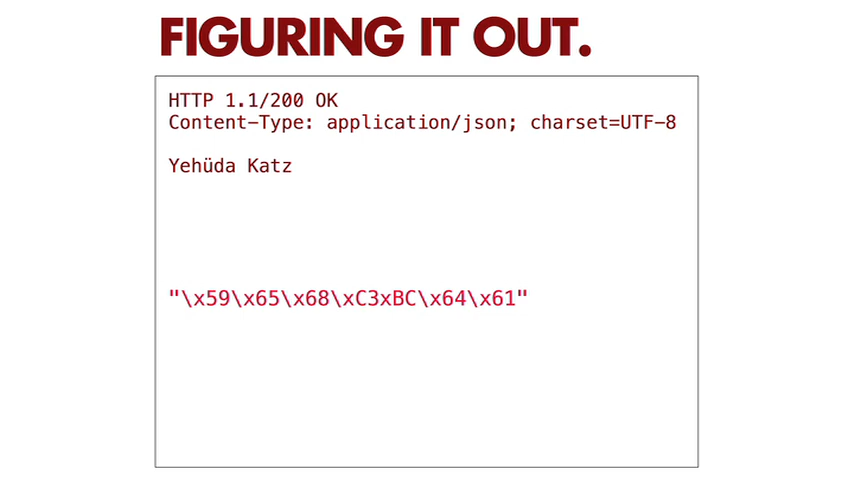 FIGURING IT OUT.
HTTP 1.1/200 OK
Content-Type: application/json; charset=UTF-8
Yehüda Katz
"\x59\x65\x68\xC3xBC\x64\x61"